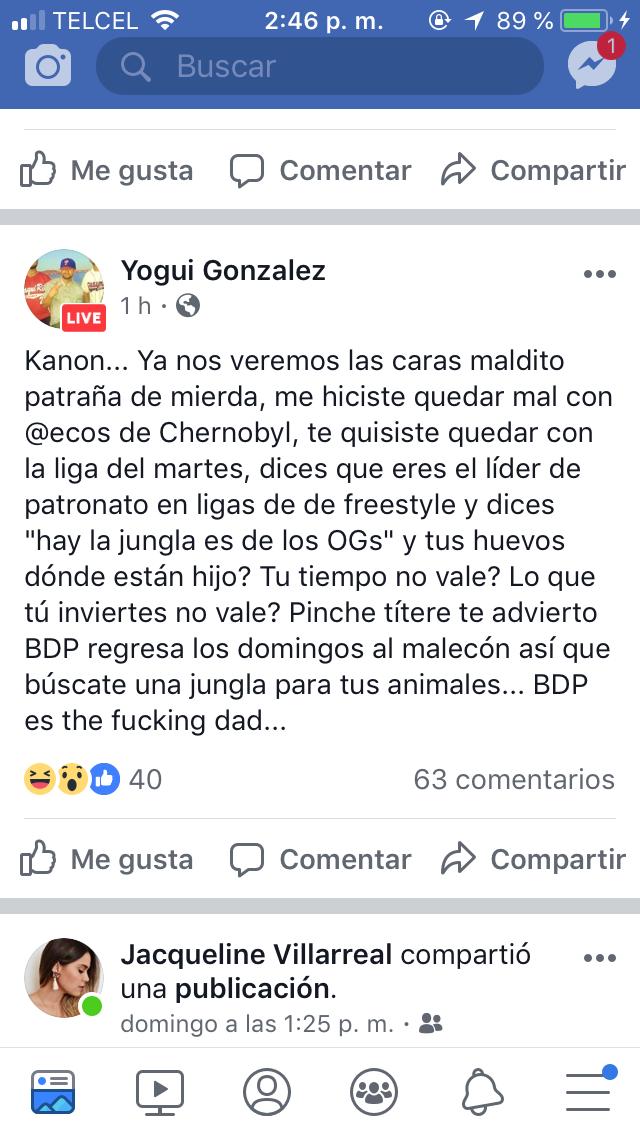 TELCEL 2:46 p. m. 89 %
Buscar
1
Me gusta Comentar Compartir
Yogui Gonzalez
1 h ·
LIVE
Kanon... Ya nos veremos las caras maldito
patraña de mierda, me hiciste quedar mal con
@ecos de Chernobyl, te quisiste quedar con
la liga del martes, dices que eres el líder de
patronato en ligas de de freestyle y dices
"hay la jungla es de los OGs" y tus huevos
dónde están hijo? Tu tiempo no vale? Lo que
tú inviertes no vale? Pinche títere te advierto
BDP regresa los domingos al malecón así que
búscate una jungla para tus animales... BDP
es the fucking dad...
40 63 comentarios
Me gusta Comentar Compartir
Jacqueline Villarreal compartió
una publicación.
domingo a las 1:25 p. m. ·